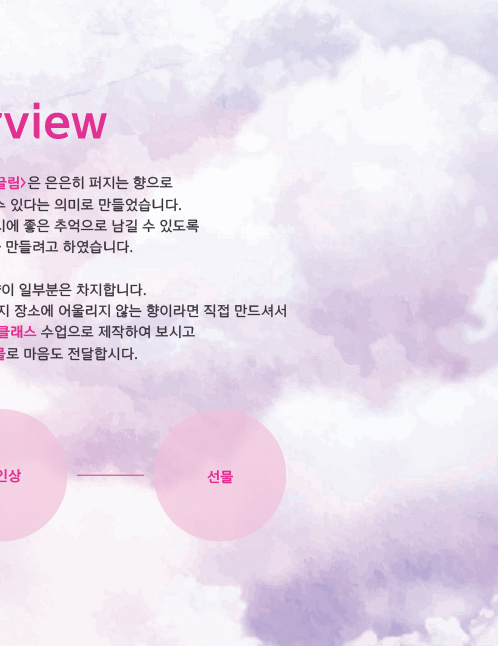 rview
글림>은 은은히 퍼지는 향으로
수 있다는 의미로 만들었습니다.
시에 좋은 추억으로 남길 수 있도록
만들려고 하였습니다.
이 일부분은 차지합니다.
지 장소에 어울리지 않는 향이라면 직접 만드셔서
클래스 수업으로 제작하여 보시고
물로 마음도 전달합시다.
인상
선물